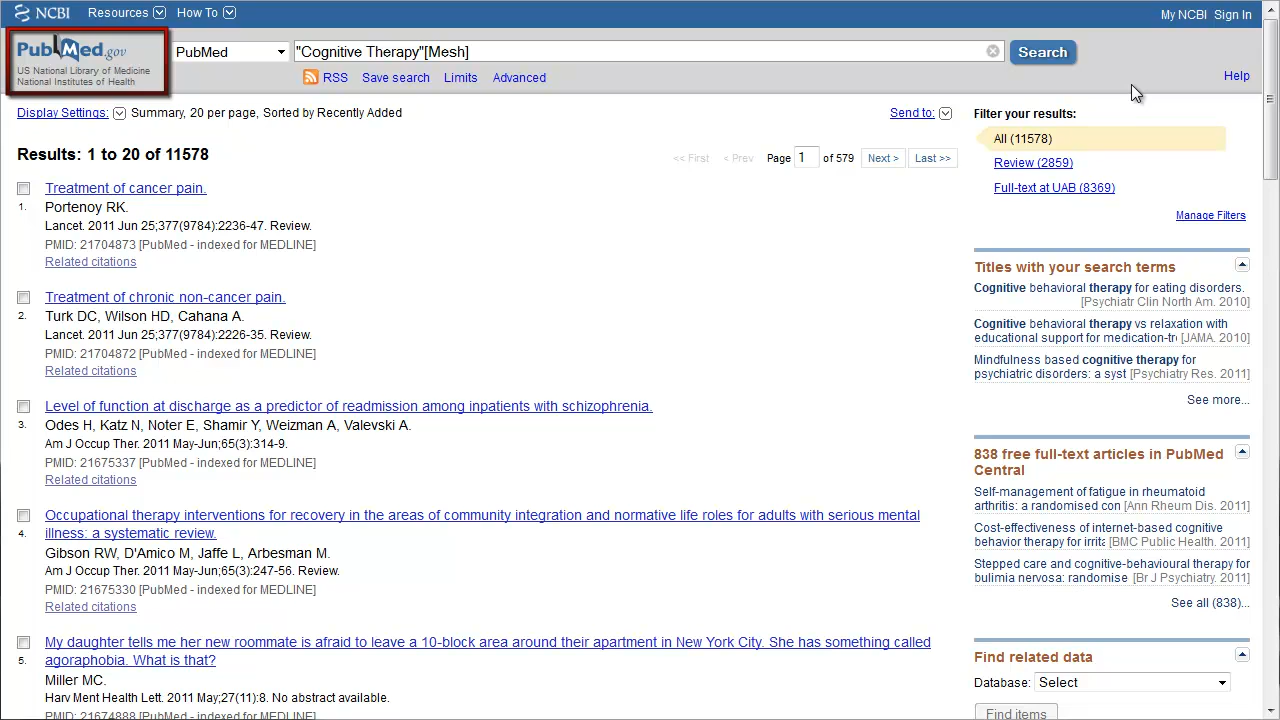 NCBI Resources How To My NCBI Sign In
PubMed.gov
US National Library of Medicine
National Institutes of Health
PubMed "Cognitive Therapy"[Mesh] Search
RSS Save search Limits Advanced Help
Display Settings: Summary, 20 per page, Sorted by Recently Added Send to:
Results: 1 to 20 of 11578
<< First < Prev Page 1 of 579 Next > Last >>
Treatment of cancer pain.
1. Portenoy RK.
Lancet. 2011 Jun 25;377(9784):2236-47. Review.
PMID: 21704873 [PubMed - indexed for MEDLINE]
Related citations
Treatment of chronic non-cancer pain.
2. Turk DC, Wilson HD, Cahana A.
Lancet. 2011 Jun 25;377(9784):2226-35. Review.
PMID: 21704872 [PubMed - indexed for MEDLINE]
Related citations
Level of function at discharge as a predictor of readmission among inpatients with schizophrenia.
3. Odes H, Katz N, Noter E, Shamir Y, Weizman A, Valevski A.
Am J Occup Ther. 2011 May-Jun;65(3):314-9.
PMID: 21675337 [PubMed - indexed for MEDLINE]
Related citations
Occupational therapy interventions for recovery in the areas of community integration and normative life roles for adults with serious mental
4. illness: a systematic review.
Gibson RW, D'Amico M, Jaffe L, Arbesman M.
Am J Occup Ther. 2011 May-Jun;65(3):247-56. Review.
PMID: 21675330 [PubMed - indexed for MEDLINE]
Related citations
My daughter tells me her new roommate is afraid to leave a 10-block area around their apartment in New York City. She has something called
5. agoraphobia. What is that?
Miller MC.
Harv Ment Health Lett. 2011 May;27(11):8. No abstract available.
PMID: 21674888 [PubMed - indexed for MEDLINE]
Filter your results:
All (11578)
Review (2859)
Full-text at UAB (8369)
Manage Filters
Titles with your search terms
Cognitive behavioral therapy for eating disorders.
[Psychiatr Clin North Am. 2010]
Cognitive behavioral therapy vs relaxation with
educational support for medication-tr [JAMA. 2010]
Mindfulness based cognitive therapy for
psychiatric disorders: a syst [Psychiatry Res. 2011]
See more...
838 free full-text articles in PubMed
Central
Self-management of fatigue in rheumatoid
arthritis: a randomised con [Ann Rheum Dis. 2011]
Cost-effectiveness of internet-based cognitive
behavior therapy for irrita [BMC Public Health. 2011]
Stepped care and cognitive-behavioural therapy for
bulimia nervosa: randomise [Br J Psychiatry. 2011]
See all (838)...
Find related data
Database: Select
Find items